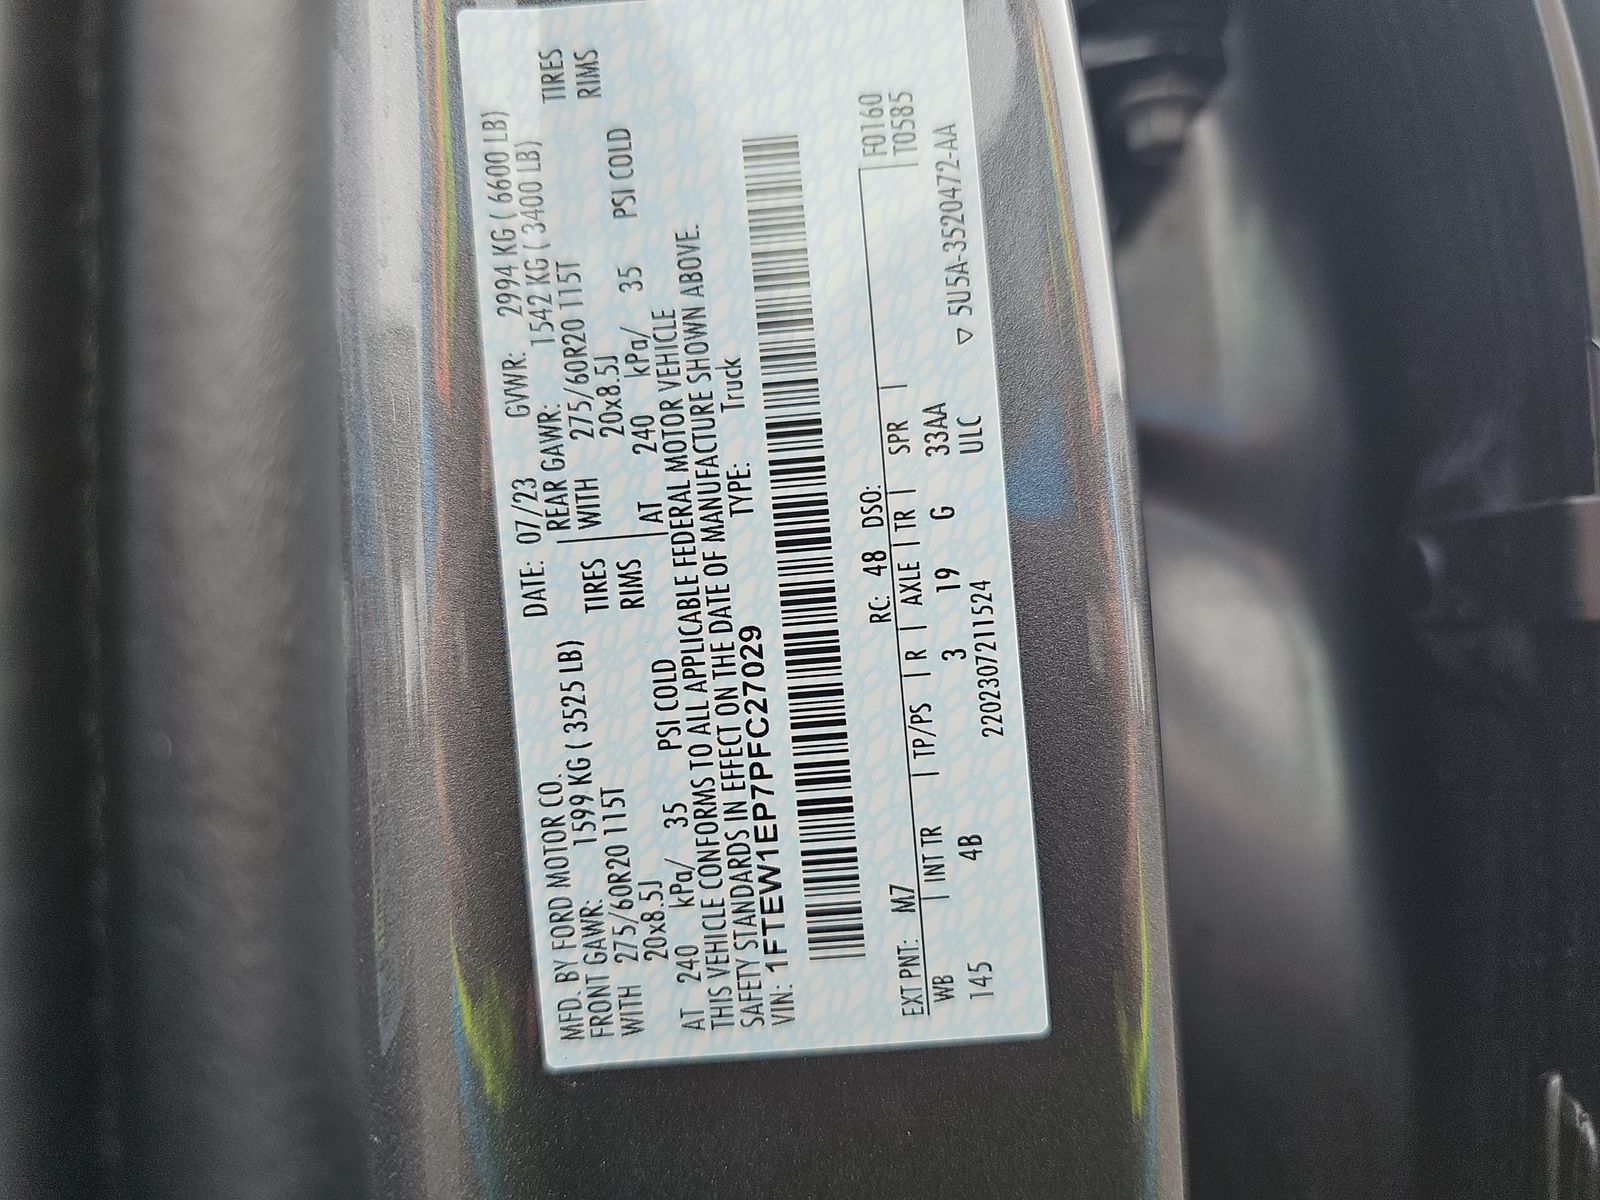 MFD. BY FORD MOTOR CO. DATE: 07/23 GVWR: 2994 KG ( 6600 LB)
FRONT GAWR: 1599 KG ( 3525 LB) REAR GAWR: 1542 KG ( 3400 LB)
WITH 275/60R20 115T TIRES WITH 275/60R20 115T TIRES
20x8.5J RIMS 20x8.5J RIMS
AT 240 kPa/ 35 PSI COLD AT 240 kPa/ 35 PSI COLD
THIS VEHICLE CONFORMS TO ALL APPLICABLE FEDERAL MOTOR VEHICLE
SAFETY STANDARDS IN EFFECT ON THE DATE OF MANUFACTURE SHOWN ABOVE.
VIN: 1FTEW1EP7PFC27029 TYPE: Truck
F0160
T0585
EXT PNT: M7 RC: 48 DSO:
WB | INT TR | TP/PS | R | AXLE | TR | SPR |
145 4B 3 19 G 33AA
ULC
220230721 1524 ▽ 5U5A-3520472-AA